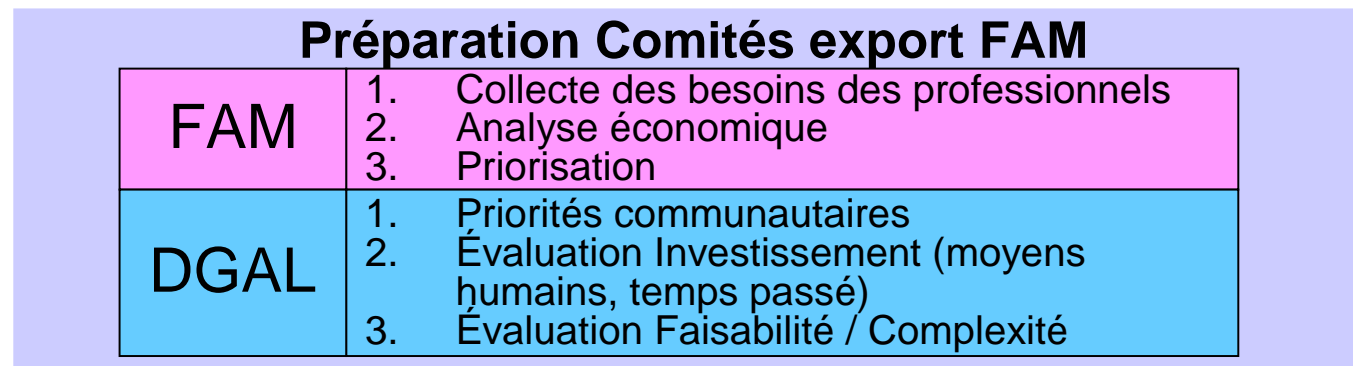 Préparation Comités export FAM
FAM
1. Collecte des besoins des professionnels
2. Analyse économique
3. Priorisation
DGAL
1. Priorités communautaires
2. Évaluation Investissement (moyens
humains, temps passé)
3. Évaluation Faisabilité / Complexité